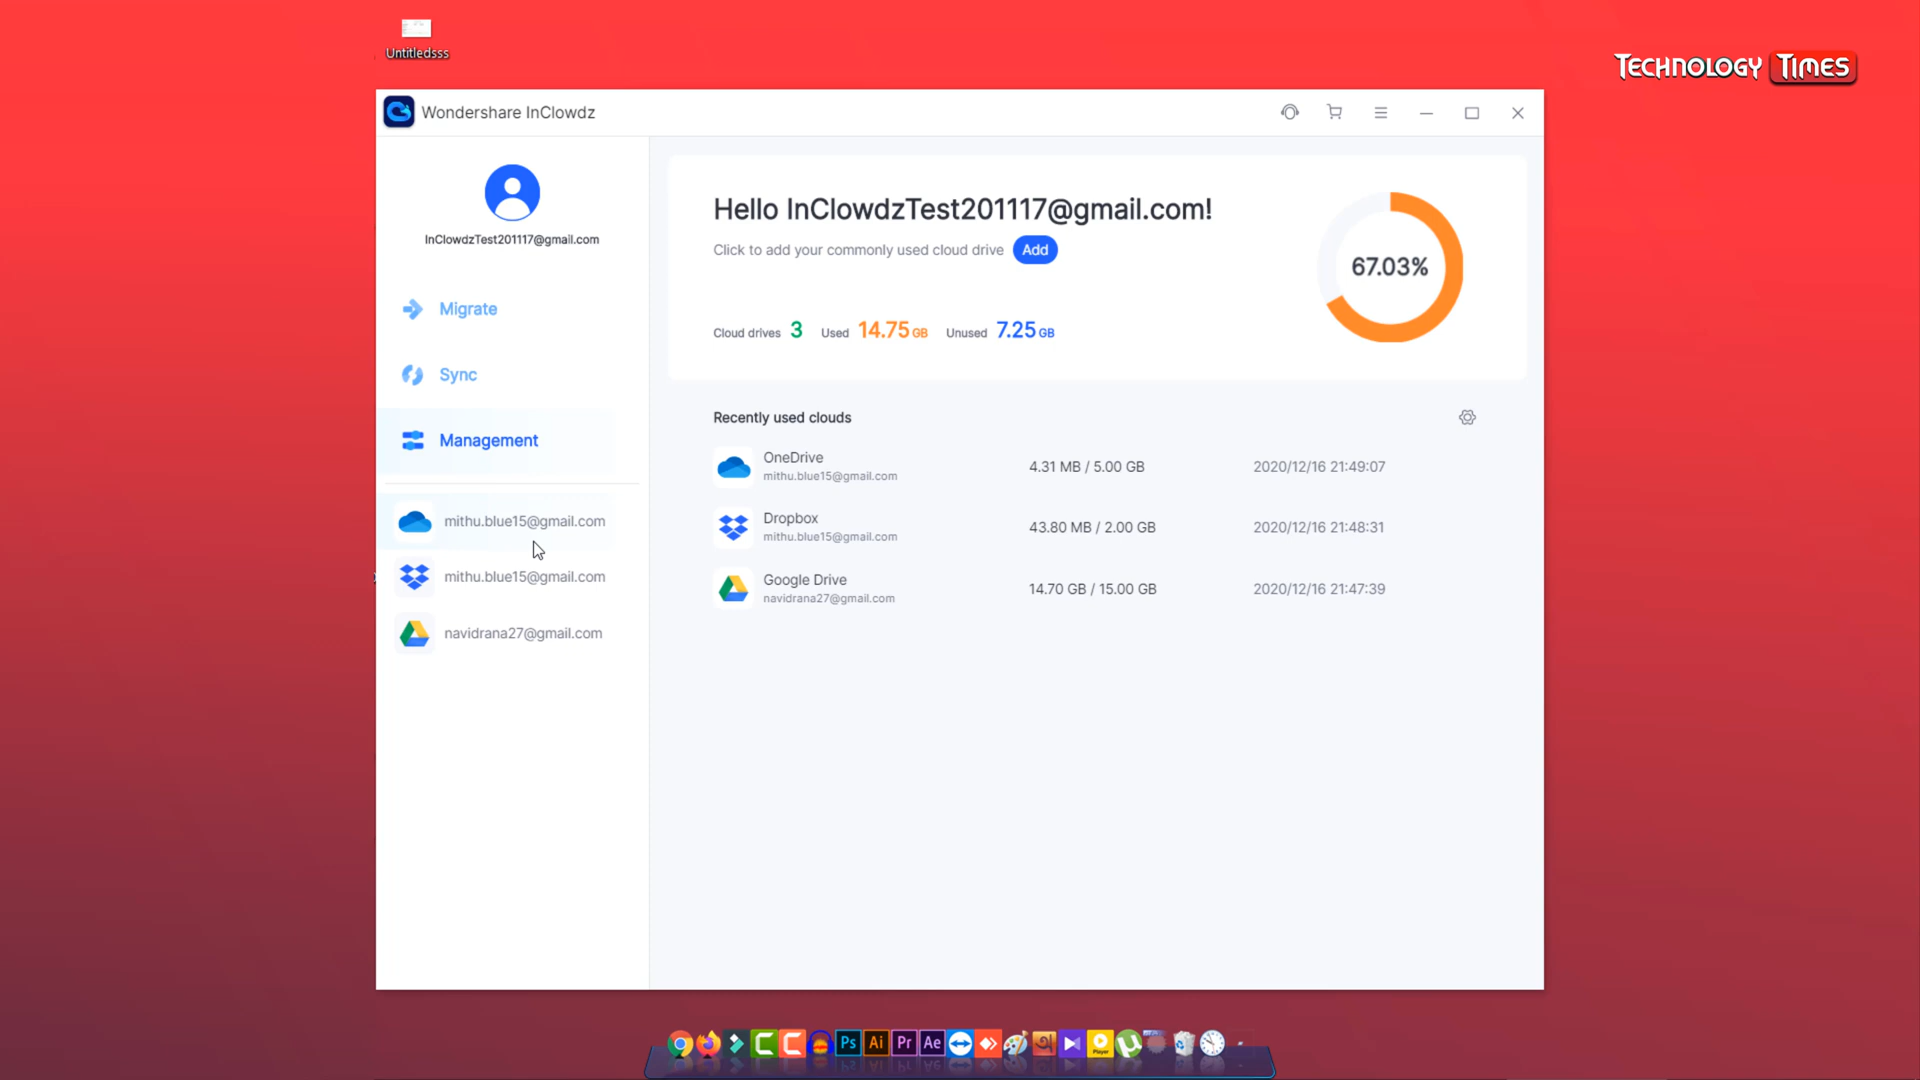 Untitledsss
Technology Times
Wondershare InClowdz
InClowdzTest201117@gmail.com
Migrate
Sync
Management
mithu.blue15@gmail.com
mithu.blue15@gmail.com
navidrana27@gmail.com
Hello InClowdzTest201117@gmail.com!
Click to add your commonly used cloud drive Add
Cloud drives 3 Used 14.75 GB Unused 7.25 GB
67.03%
Recently used clouds
OneDrive
mithu.blue15@gmail.com
4.31 MB / 5.00 GB
2020/12/16 21:49:07
Dropbox
mithu.blue15@gmail.com
43.80 MB / 2.00 GB
2020/12/16 21:48:31
Google Drive
navidrana27@gmail.com
14.70 GB / 15.00 GB
2020/12/16 21:47:39
Ps Ai Pr Ae Player